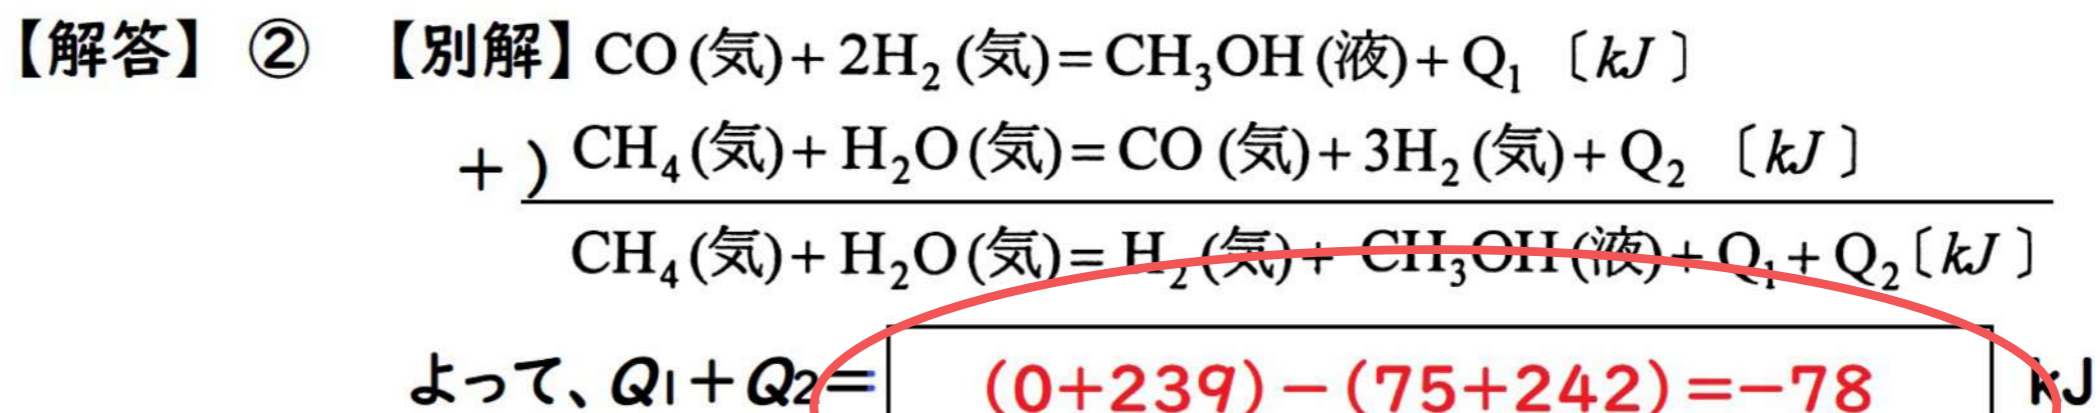 【解答】 ② 【別解】CO(気)+2H₂(気)=CH₃OH(液)+Q₁ 〔kJ〕
+) CH₄(気)+H₂O(気)=CO(気)+3H₂(気)+Q₂ 〔kJ〕
CH₄(気)+H₂O(気)=H₂(気)+CH₃OH(液)+Q₁+Q₂〔kJ〕
よって、Q₁+Q₂= (0+239)-(75+242)=-78 kJ